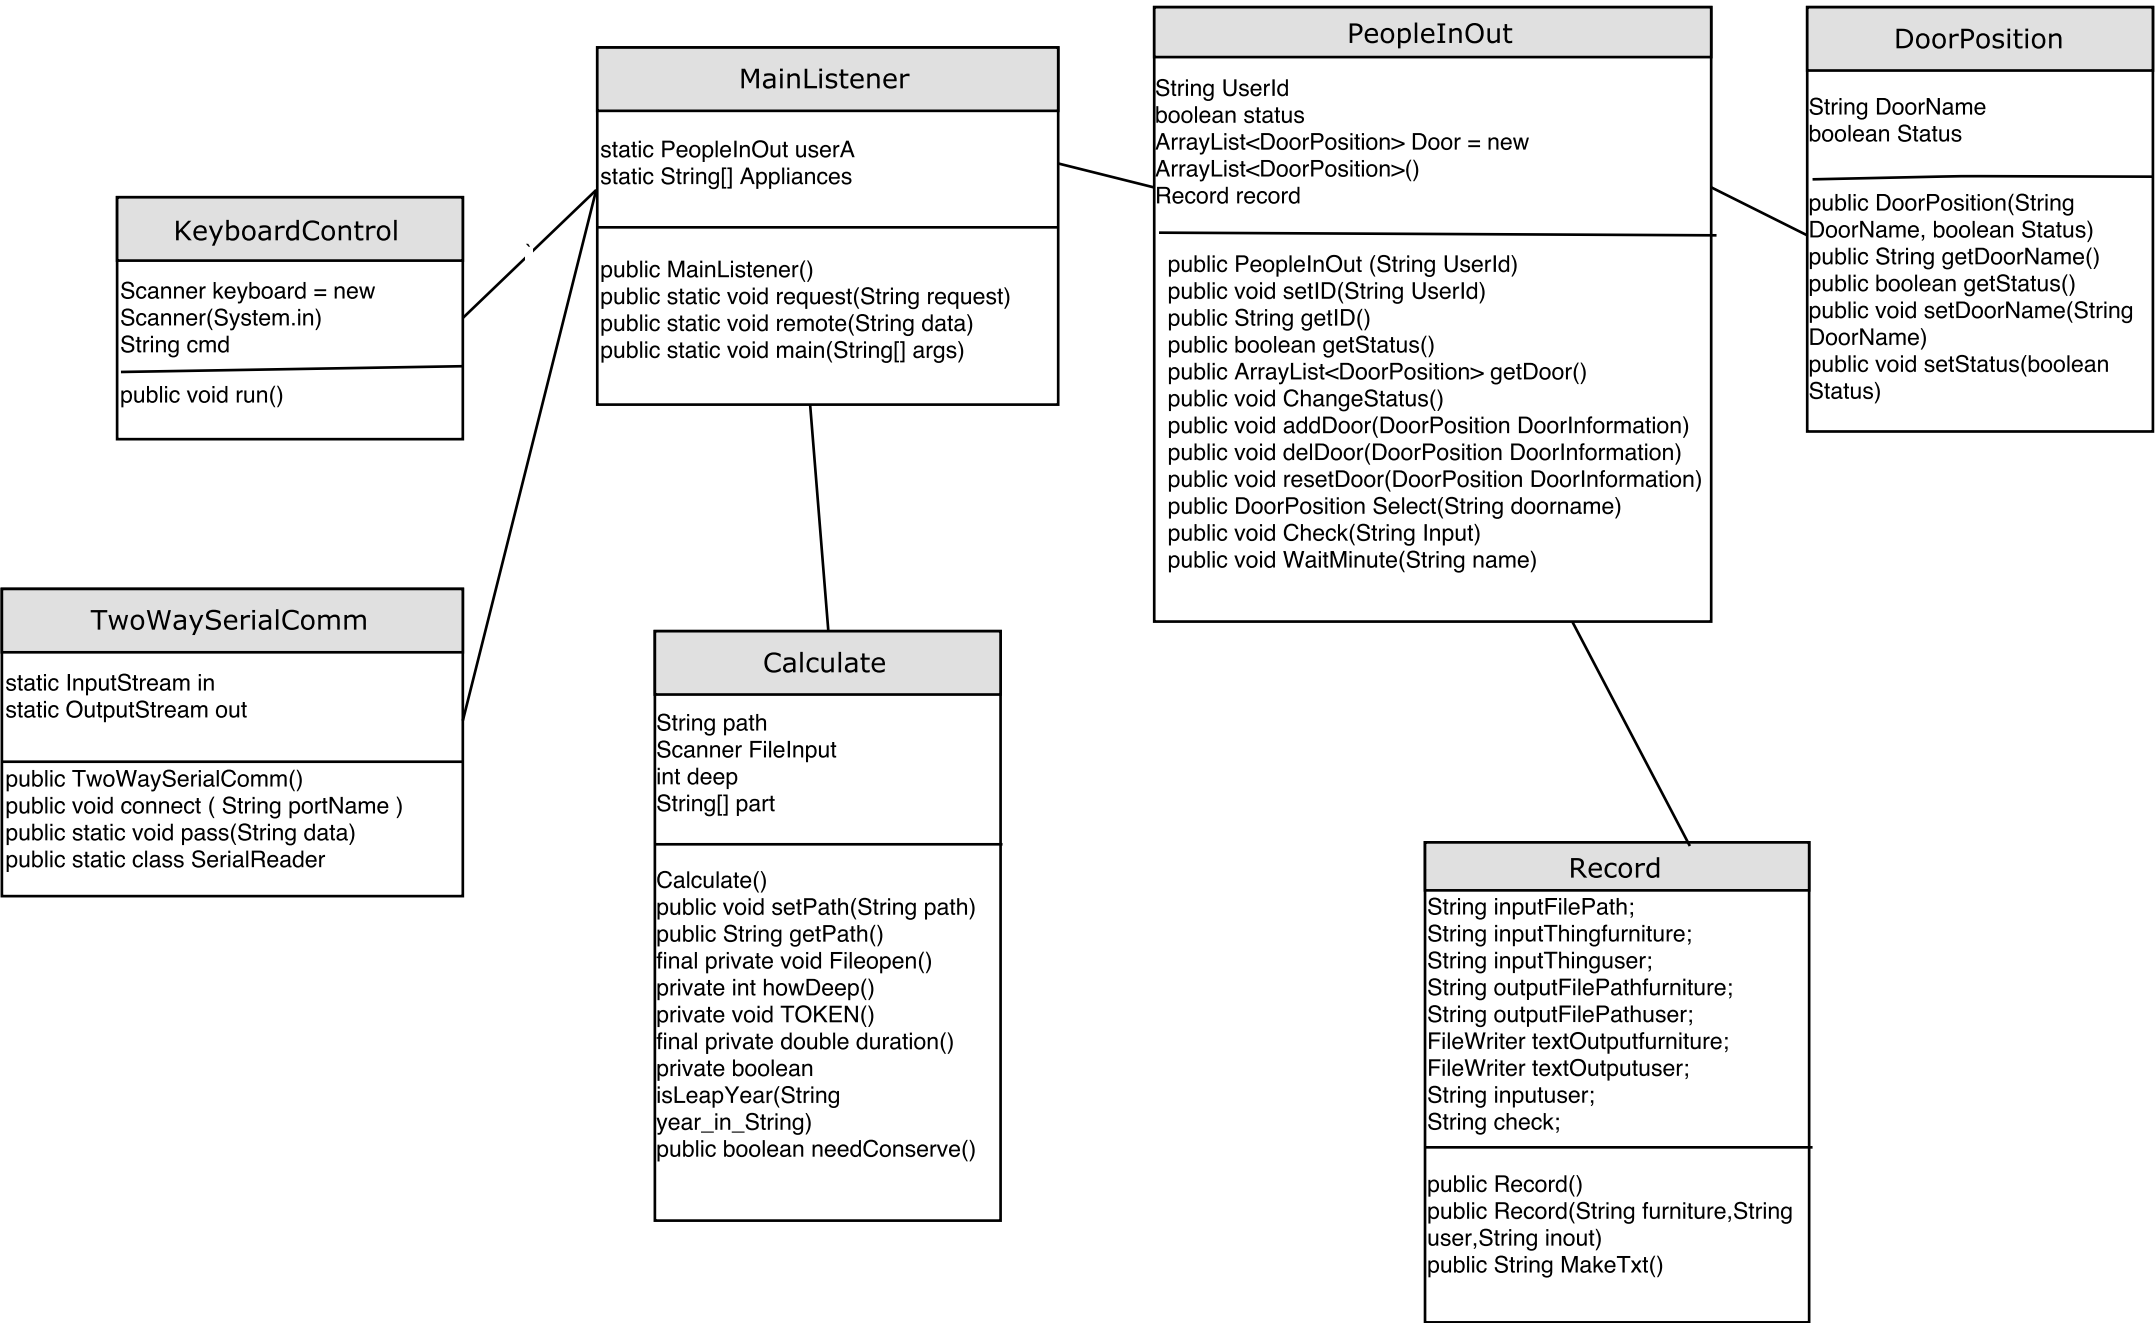 KeyboardControl
Scanner keyboard = new
Scanner(System.in)
String cmd
public void run()
TwoWaySerialComm
static InputStream in
static OutputStream out
public TwoWaySerialComm()
public void connect ( String portName )
public static void pass(String data)
public static class SerialReader
MainListener
static PeopleInOut userA
static String[] Appliances
public MainListener()
public static void request(String request)
public static void remote(String data)
public static void main(String[] args)
Calculate
String path
Scanner FileInput
int deep
String[] part
Calculate()
public void setPath(String path)
public String getPath()
final private void Fileopen()
private int howDeep()
private void TOKEN()
final private double duration()
private boolean
isLeapYear(String
year_in_String)
public boolean needConserve()
PeopleInOut
String UserId
boolean status
ArrayList<DoorPosition> Door = new
ArrayList<DoorPosition>()
Record record
public PeopleInOut (String UserId)
public void setID(String UserId)
public String getID()
public boolean getStatus()
public ArrayList<DoorPosition> getDoor()
public void ChangeStatus()
public void addDoor(DoorPosition DoorInformation)
public void delDoor(DoorPosition DoorInformation)
public void resetDoor(DoorPosition DoorInformation)
public DoorPosition Select(String doorname)
public void Check(String Input)
public void WaitMinute(String name)
DoorPosition
String DoorName
boolean Status
public DoorPosition(String
DoorName, boolean Status)
public String getDoorName()
public boolean getStatus()
public void setDoorName(String
DoorName)
public void setStatus(boolean
Status)
Record
String inputFilePath;
String inputThingfurniture;
String inputThinguser;
String outputFilePathfurniture;
String outputFilePathuser;
FileWriter textOutputfurniture;
FileWriter textOutputuser;
String inputuser;
String check;
public Record()
public Record(String furniture,String
user,String inout)
public String MakeTxt()